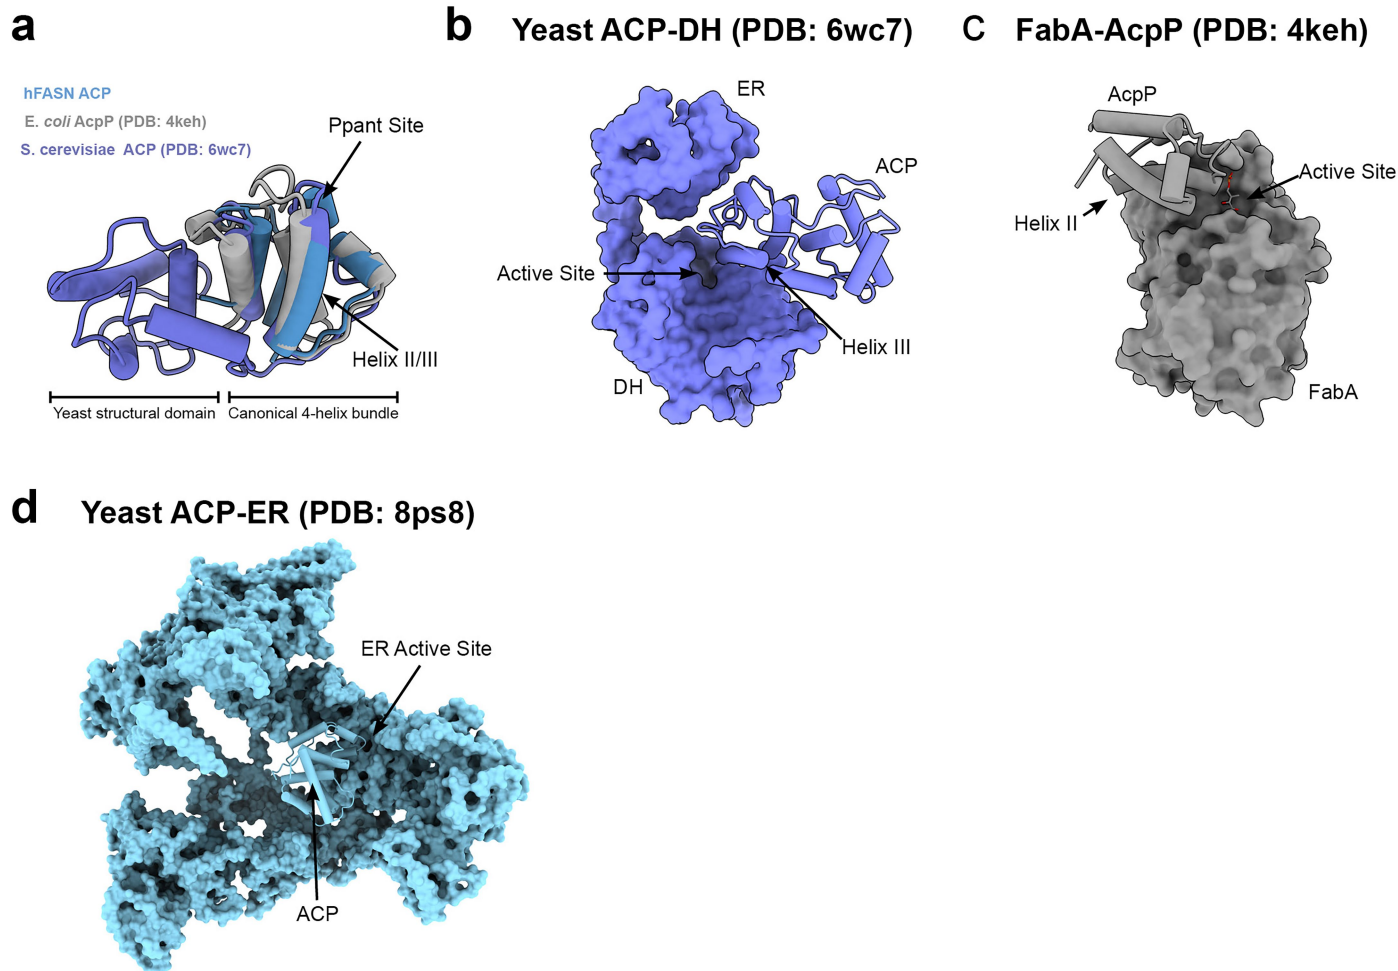 a
hFASN ACP
E. coli AcpP (PDB: 4keh)
S. cerevisiae ACP (PDB: 6wc7)
Ppant Site
Helix II/III
Yeast structural domain
Canonical 4-helix bundle
b
Yeast ACP-DH (PDB: 6wc7)
ER
ACP
Active Site
Helix III
DH
c
FabA-AcpP (PDB: 4keh)
AcpP
Active Site
Helix II
FabA
d
Yeast ACP-ER (PDB: 8ps8)
ER Active Site
ACP